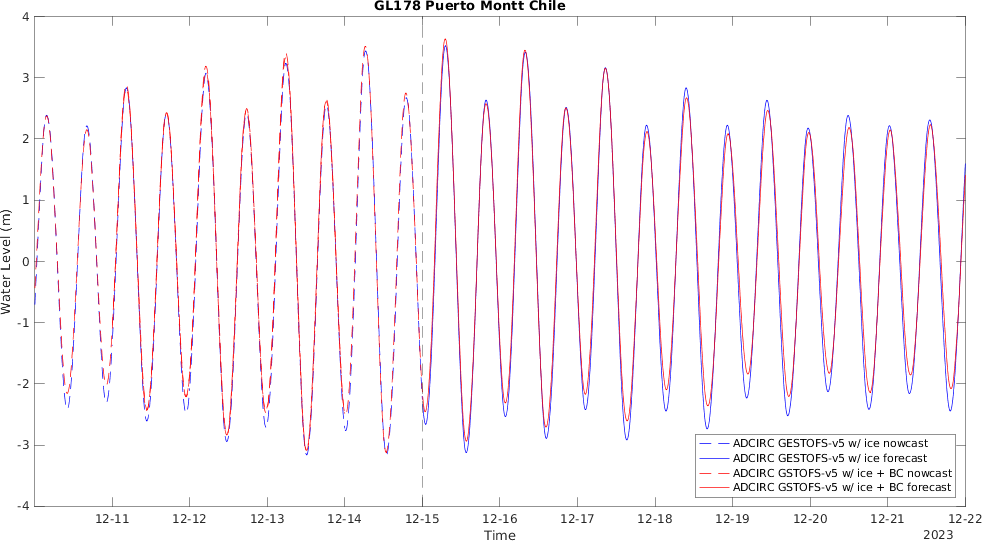 GL178 Puerto Montt Chile
4
3
2
1
0
-1
-2
-3
-4
Water Level (m)
ADCIRC GESTOFS-v5 w/ ice nowcast
ADCIRC GESTOFS-v5 w/ ice forecast
ADCIRC GSTOFS-v5 w/ ice + BC nowcast
ADCIRC GSTOFS-v5 w/ ice + BC forecast
12-11 12-12 12-13 12-14 12-15 12-16 12-17 12-18 12-19 12-20 12-21 12-22
Time
2023